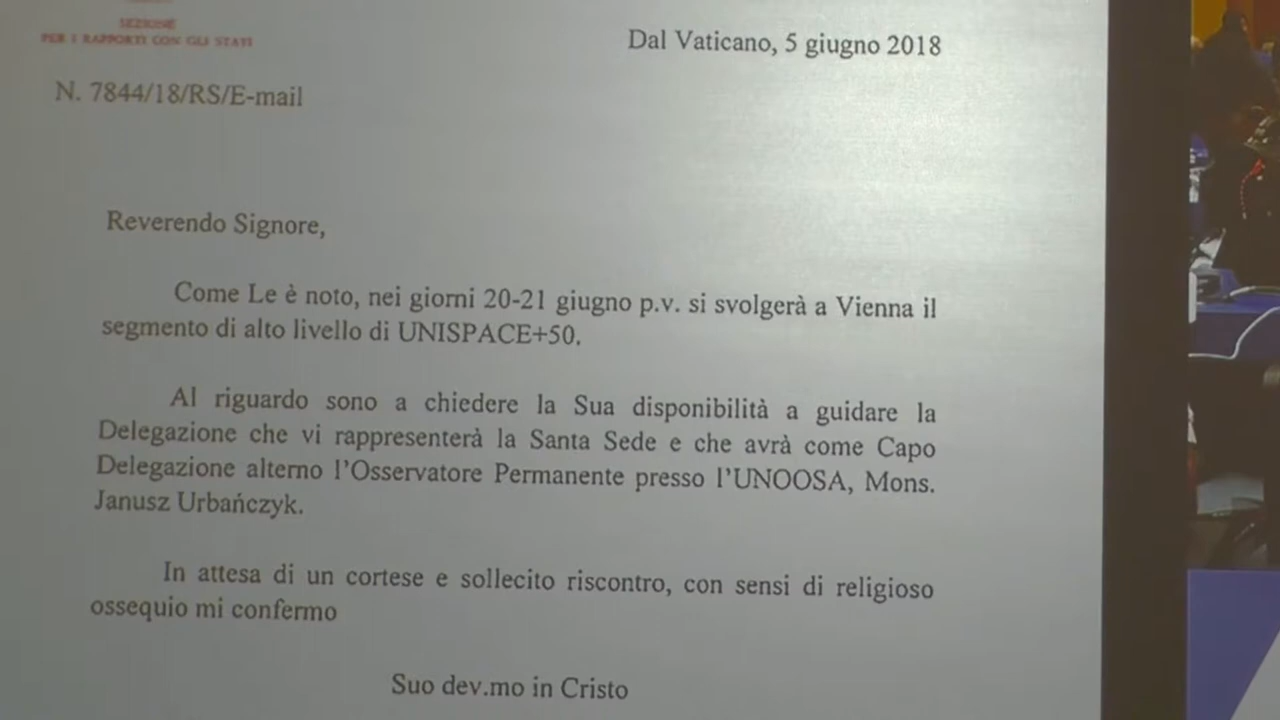 SEZIONE
PER I RAPPORTI CON GLI STATI
Dal Vaticano, 5 giugno 2018
N. 7844/18/RS/E-mail
Reverendo Signore,
Come Le è noto, nei giorni 20-21 giugno p.v. si svolgerà a Vienna il
segmento di alto livello di UNISPACE+50.
Al riguardo sono a chiedere la Sua disponibilità a guidare la
Delegazione che vi rappresenterà la Santa Sede e che avrà come Capo
Delegazione alterno l'Osservatore Permanente presso l'UNOOSA, Mons.
Janusz Urbańczyk.
In attesa di un cortese e sollecito riscontro, con sensi di religioso
ossequio mi confermo
Suo dev.mo in Cristo